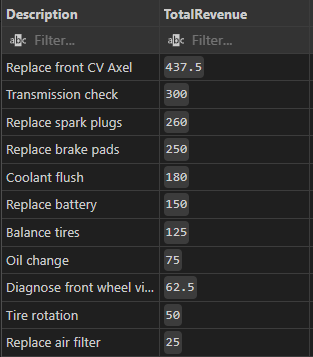 Description TotalRevenue
abc Filter... abc Filter...
Replace front CV Axel 437.5
Transmission check 300
Replace spark plugs 260
Replace brake pads 250
Coolant flush 180
Replace battery 150
Balance tires 125
Oil change 75
Diagnose front wheel vi... 62.5
Tire rotation 50
Replace air filter 25